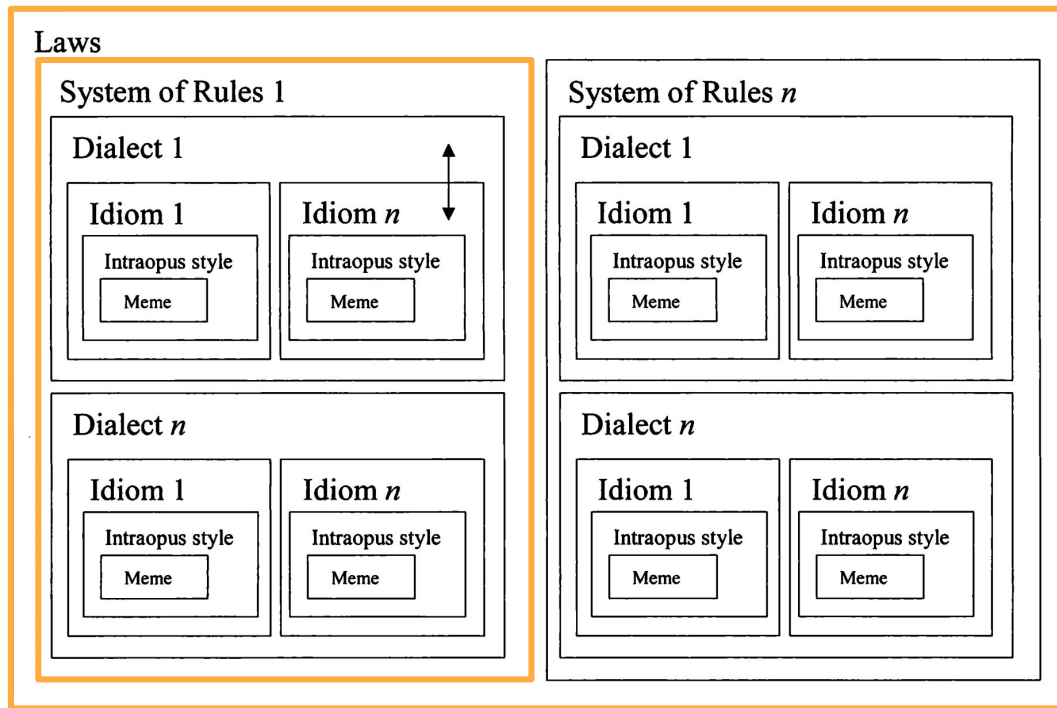 Laws
System of Rules 1
Dialect 1
Idiom 1
Intraopus style
Meme
Idiom n
Intraopus style
Meme
Dialect n
Idiom 1
Intraopus style
Meme
Idiom n
Intraopus style
Meme
System of Rules n
Dialect 1
Idiom 1
Intraopus style
Meme
Idiom n
Intraopus style
Meme
Dialect n
Idiom 1
Intraopus style
Meme
Idiom n
Intraopus style
Meme